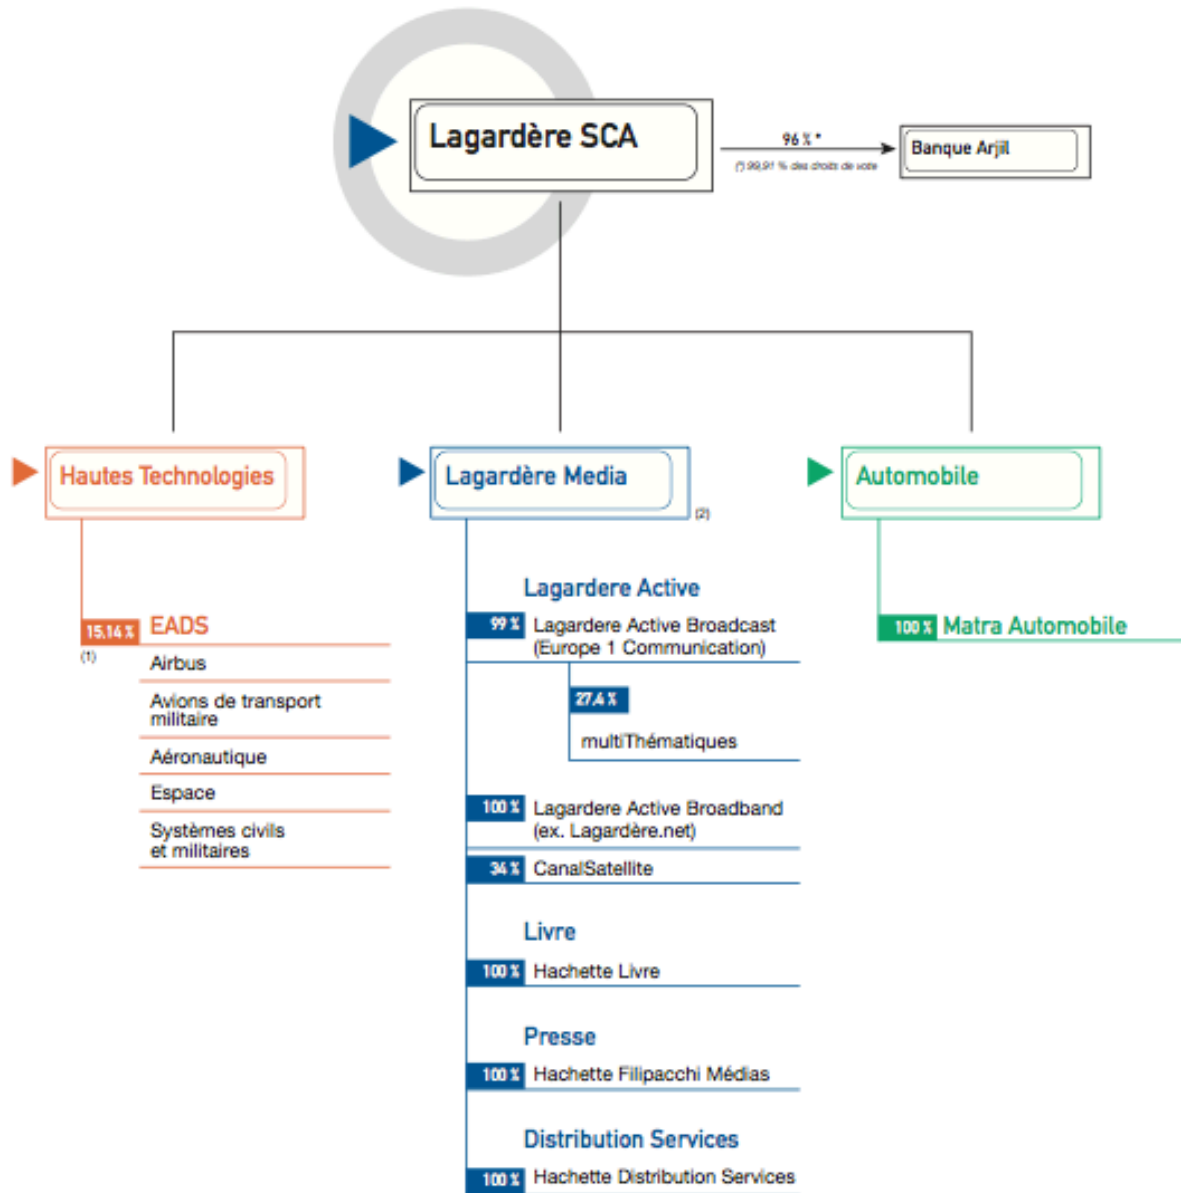 Lagardère SCA
96 % *
(*) 99,91 % des droits de vote
Banque Arjil
Hautes Technologies
15,14 %
(1)
EADS
Airbus
Avions de transport
militaire
Aéronautique
Espace
Systèmes civils
et militaires
Lagardère Media
(2)
Lagardere Active
99 %
Lagardere Active Broadcast
(Europe 1 Communication)
27,4 %
multiThématiques
100 %
Lagardere Active Broadband
(ex. Lagardère.net)
34 %
CanalSatellite
Livre
100 %
Hachette Livre
Presse
100 %
Hachette Filipacchi Médias
Distribution Services
100 %
Hachette Distribution Services
Automobile
100 %
Matra Automobile